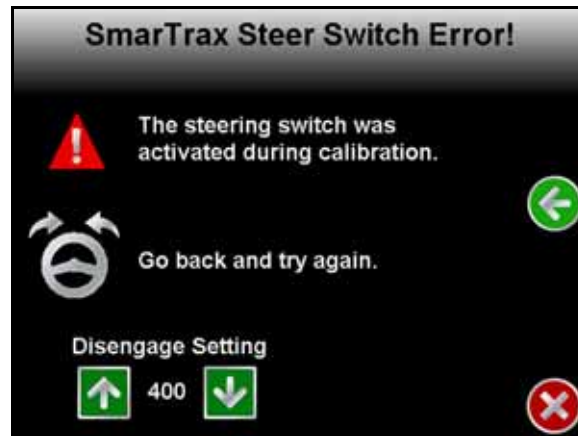 SmarTrax Steer Switch Error!
The steering switch was
activated during calibration.
Go back and try again.
Disengage Setting
400